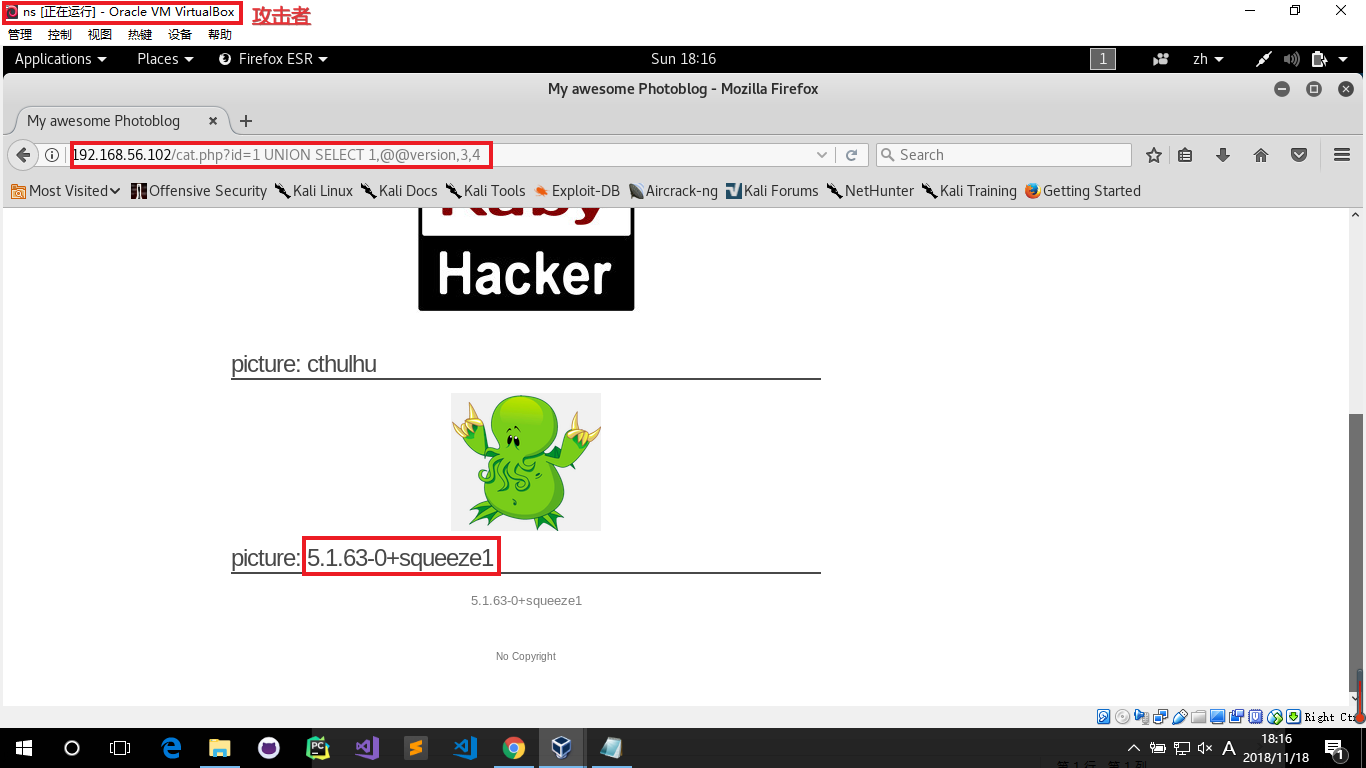 ns [正在运行] - Oracle VM VirtualBox
攻击者
管理 控制 视图 热键 设备 帮助
Applications Places Firefox ESR Sun 18:16 1 zh
My awesome Photoblog - Mozilla Firefox
My awesome Photoblog
192.168.56.102/cat.php?id=1 UNION SELECT 1,@@version,3,4 Search
Most Visited Offensive Security Kali Linux Kali Docs Kali Tools Exploit-DB Aircrack-ng Kali Forums NetHunter Kali Training Getting Started
Ruby
Hacker
picture: cthulhu
picture: 5.1.63-0+squeeze1
5.1.63-0+squeeze1
No Copyright
Right Ctrl
A 18:16
2018/11/18 1